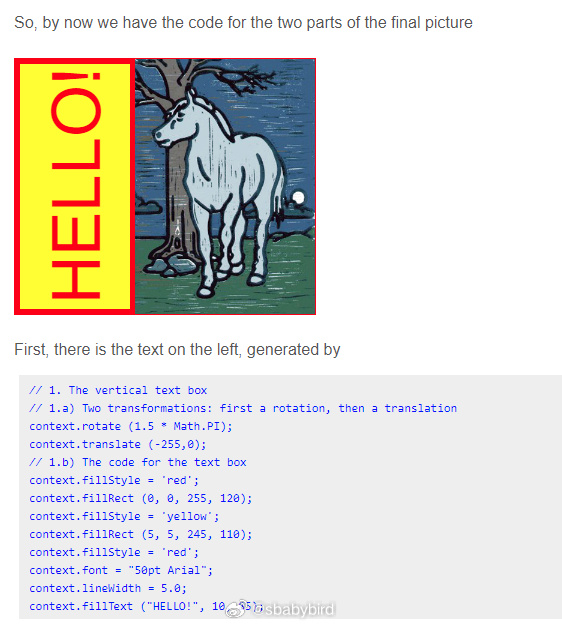 So, by now we have the code for the two parts of the final picture
HELLO!
First, there is the text on the left, generated by
// 1. The vertical text box
// 1.a) Two transformations: first a rotation, then a translation
context.rotate (1.5 * Math.PI);
context.translate (-255,0);
// 1.b) The code for the text box
context.fillStyle = 'red';
context.fillRect (0, 0, 255, 120);
context.fillStyle = 'yellow';
context.fillRect (5, 5, 245, 110);
context.fillStyle = 'red';
context.font = "50pt Arial";
context.lineWidth = 5.0;
context.fillText ("HELLO!", 10,